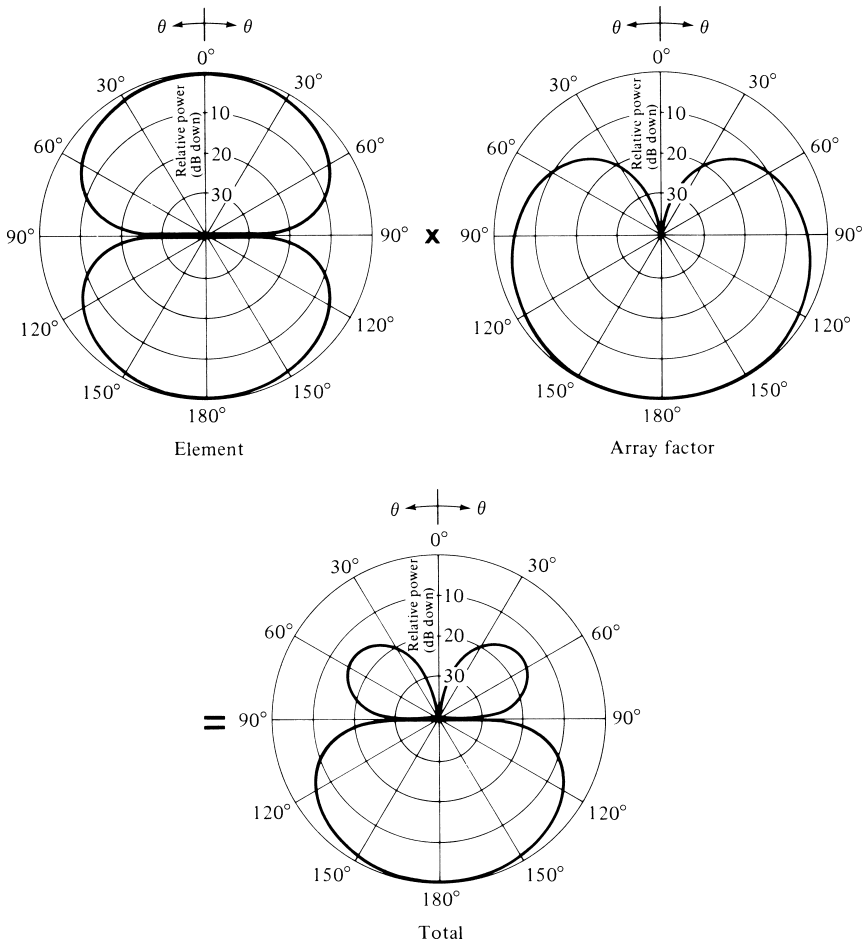 θ θ
0°
30° 30°
Relative power
(dB down)
10
60° 60°
20
30
90° 90°
120° 120°
150° 150°
180°
Element
x
θ θ
0°
30° 30°
Relative power
(dB down)
10
60° 60°
20
30
90° 90°
120° 120°
150° 150°
180°
Array factor
=
θ θ
0°
30° 30°
Relative power
(dB down)
10
60° 60°
20
30
90° 90°
120° 120°
150° 150°
180°
Total